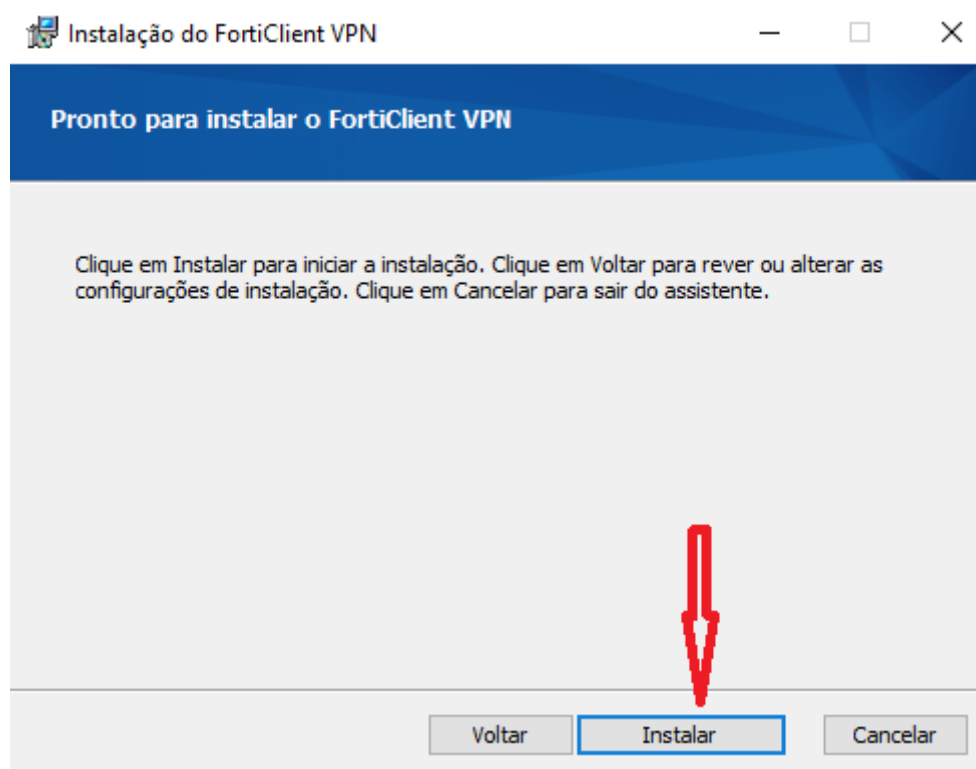 Instalação do FortiClient VPN
Pronto para instalar o FortiClient VPN
Clique em Instalar para iniciar a instalação. Clique em Voltar para rever ou alterar as
configurações de instalação. Clique em Cancelar para sair do assistente.
Voltar
Instalar
Cancelar